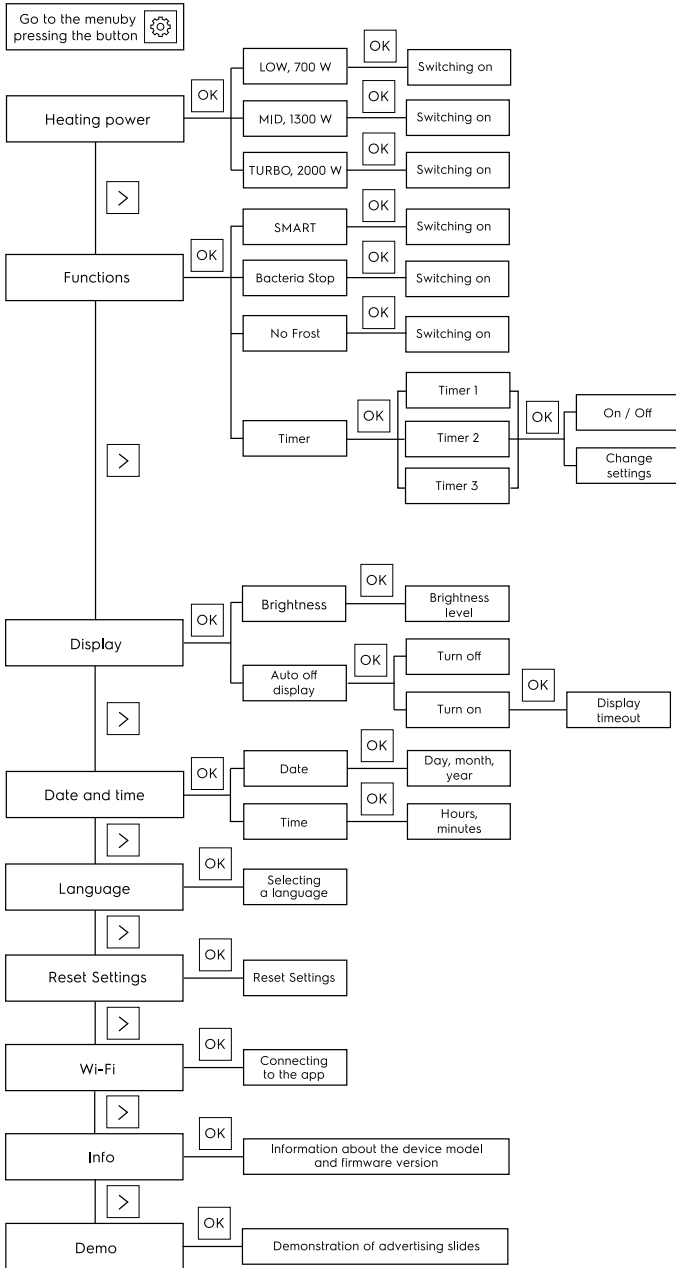 Go to the menuby
pressing the button
OK
LOW, 700 W
Switching on
OK
OK
Heating power
MID, 1300 W
Switching on
OK
TURBO, 2000 W
Switching on
>
OK
SMART
Switching on
OK
OK
Functions
Bacteria Stop
Switching on
OK
No Frost
Switching on
Timer 1
OK
OK
On / Off
>
Timer
Timer 2
Change
settings
Timer 3
OK
Brightness
Brightness
level
OK
Display
OK
Turn off
Auto off
display
OK
Turn on
Display
timeout
>
OK
Date
Day, month,
year
OK
Date and time
OK
Time
Hours,
minutes
>
OK
Language
Selecting
a language
>
OK
Reset Settings
Reset Settings
>
OK
Wi-Fi
Connecting
to the app
>
OK
Info
Information about the device model
and firmware version
>
OK
Demo
Demonstration of advertising slides